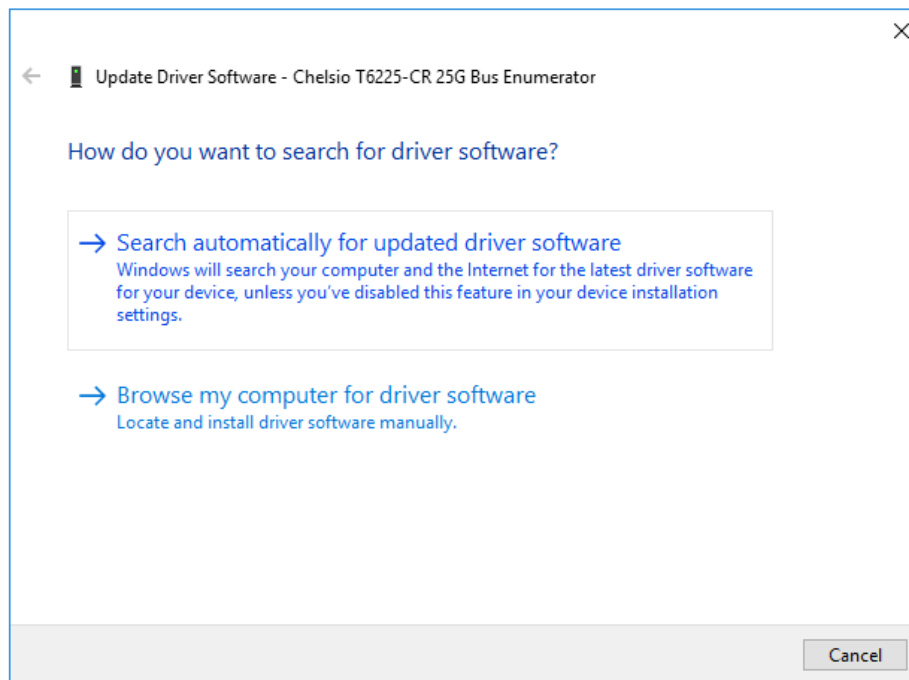 Update Driver Software - Chelsio T6225-CR 25G Bus Enumerator
How do you want to search for driver software?
Search automatically for updated driver software
Windows will search your computer and the Internet for the latest driver software
for your device, unless you've disabled this feature in your device installation
settings.
Browse my computer for driver software
Locate and install driver software manually.
Cancel